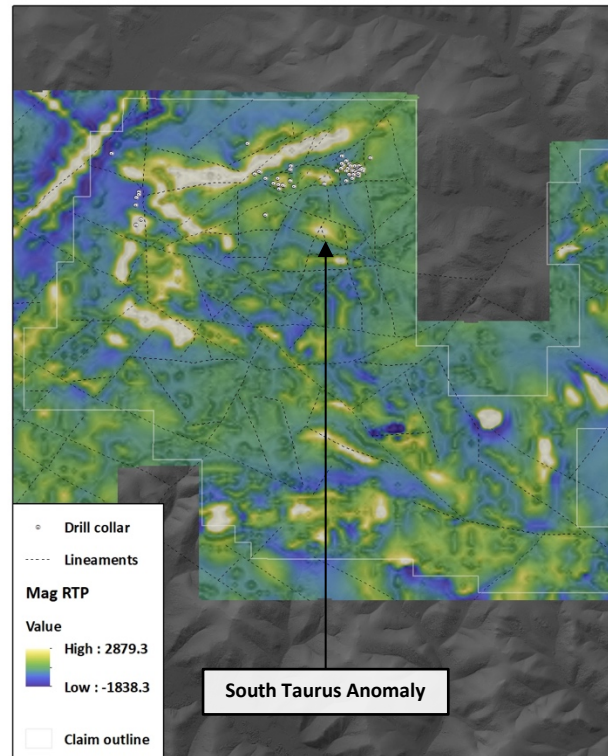 South Taurus Anomaly
Drill collar
Lineaments
Mag RTP
Value
High : 2879.3
Low : -1838.3
Claim outline